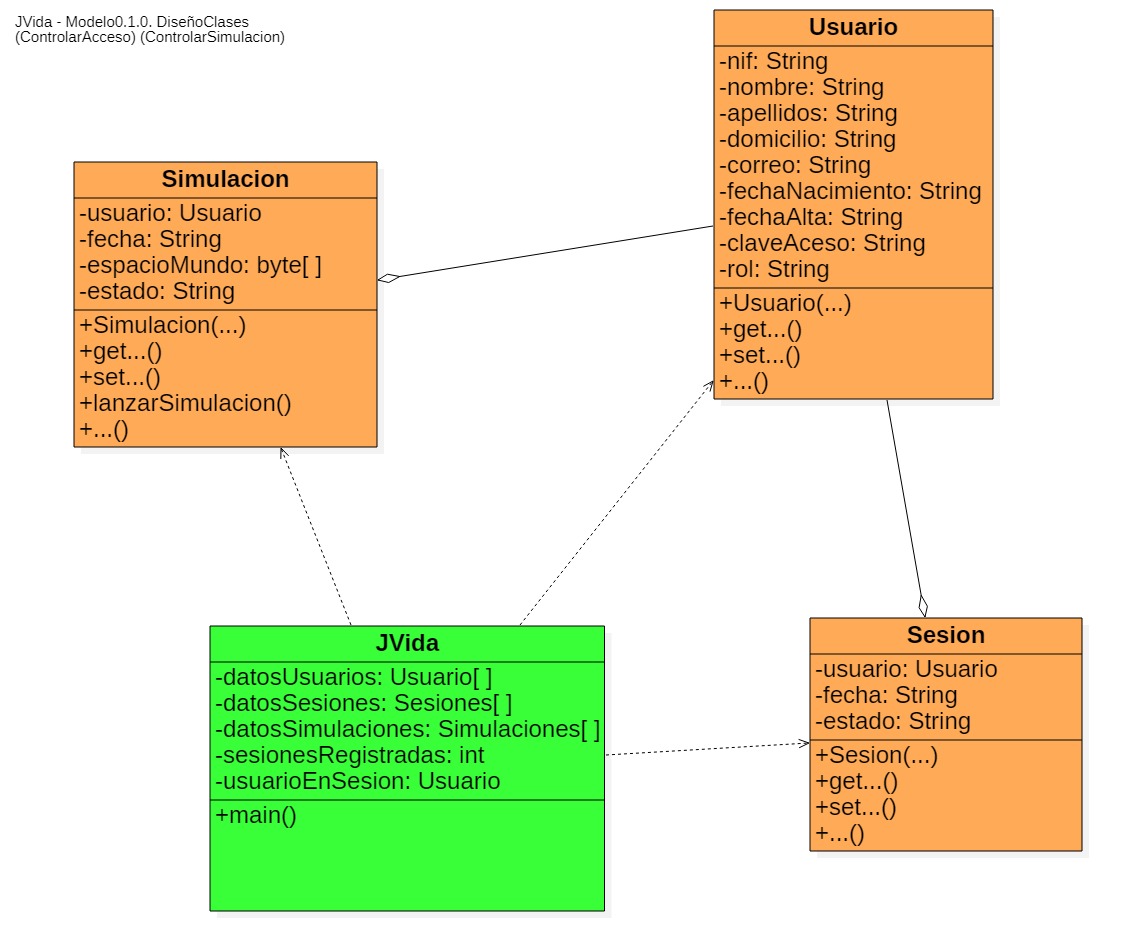 JVida - Modelo0.1.0. DiseñoClases
(ControlarAcceso) (ControlarSimulacion)
Usuario
-nif: String
-nombre: String
-apellidos: String
-domicilio: String
-correo: String
-fechaNacimiento: String
-fechaAlta: String
-claveAceso: String
-rol: String
+Usuario(...)
+get...()
+set...()
+...()
Simulacion
-usuario: Usuario
-fecha: String
-espacioMundo: byte[ ]
-estado: String
+Simulacion(...)
+get...()
+set...()
+lanzarSimulacion()
+...()
JVida
-datosUsuarios: Usuario[ ]
-datosSesiones: Sesiones[ ]
-datosSimulaciones: Simulaciones[ ]
-sesionesRegistradas: int
-usuarioEnSesion: Usuario
+main()
Sesion
-usuario: Usuario
-fecha: String
-estado: String
+Sesion(...)
+get...()
+set...()
+...()